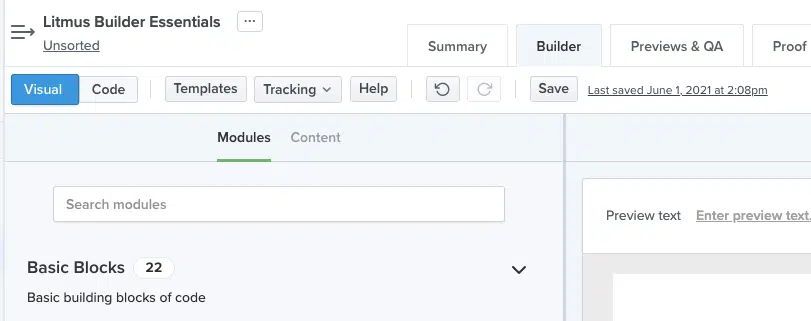 Litmus Builder Essentials ...
Unsorted
Summary Builder Previews & QA Proof
Visual Code Templates Tracking Help Save Last saved June 1, 2021 at 2:08pm
Modules Content
Search modules
Preview text Enter preview text.
Basic Blocks 22
Basic building blocks of code